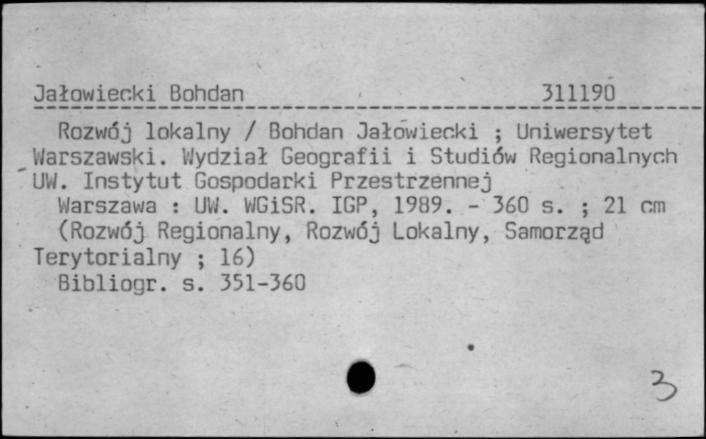 Jałowiecki Bohdan 311190
Rozwój lokalny / Bohdan Jałowiecki ; Uniwersytet
Warszawski. Wydział Geografii i Studiów Regionalnych
UW. Instytut Gospodarki Przestrzennej
Warszawa : UW. WGiSR. IGP, 1989. - 360 s. ; 21 cm
(Rozwój Regionalny, Rozwój Lokalny, Samorząd
Terytorialny ; 16)
Bibliogr. s. 351-360
3